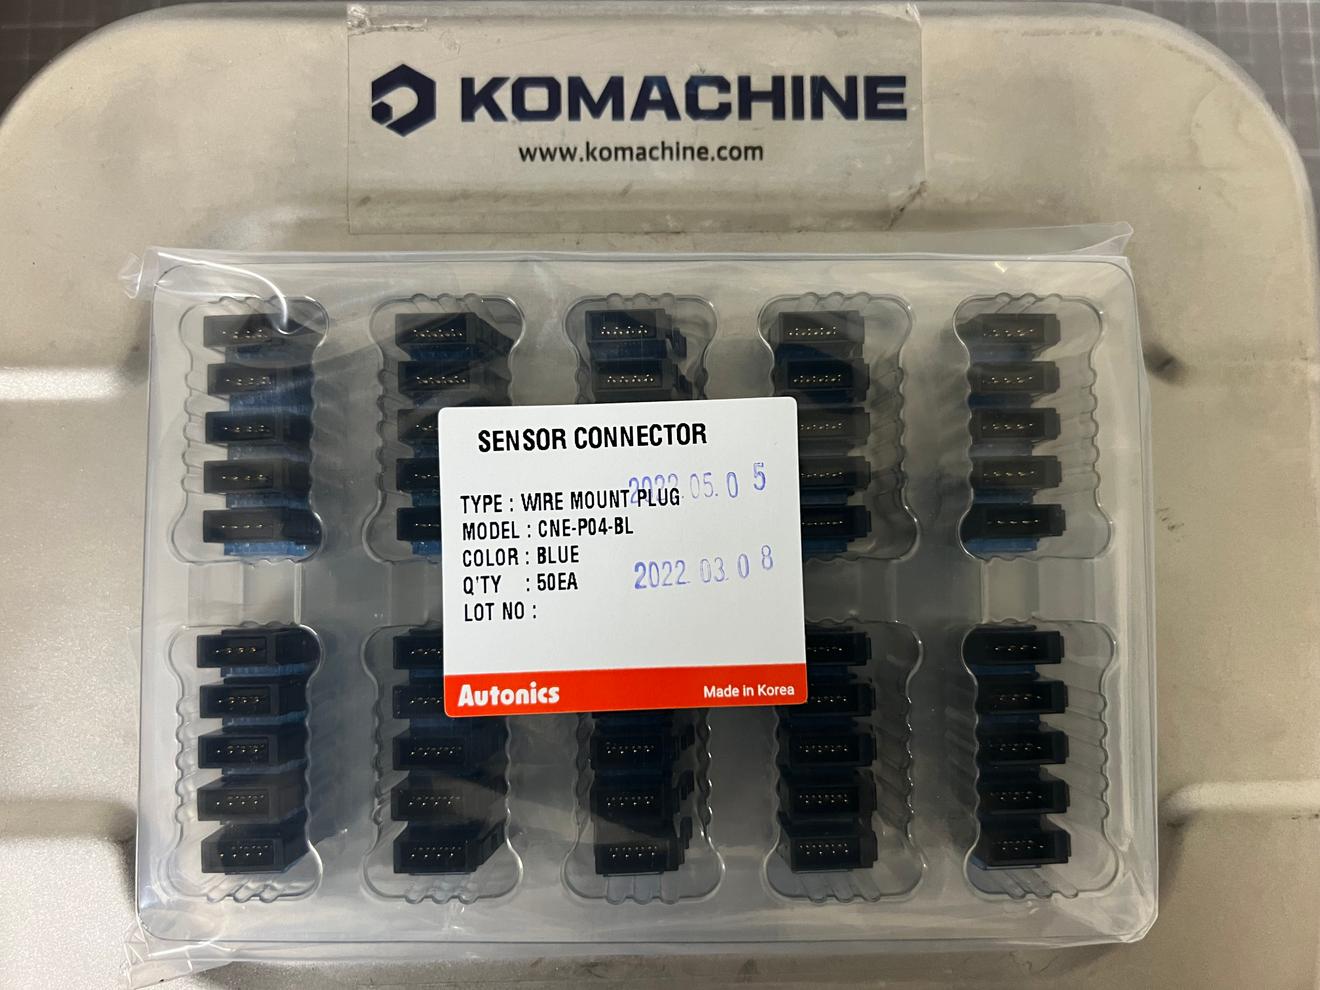 KOMACHINE
www.komachine.com
SENSOR CONNECTOR
2022.05.05
TYPE : WIRE MOUNT PLUG
MODEL : CNE-P04-BL
COLOR : BLUE
2022.03.08
Q'TY : 50EA
LOT NO :
Autonics
Made in Korea